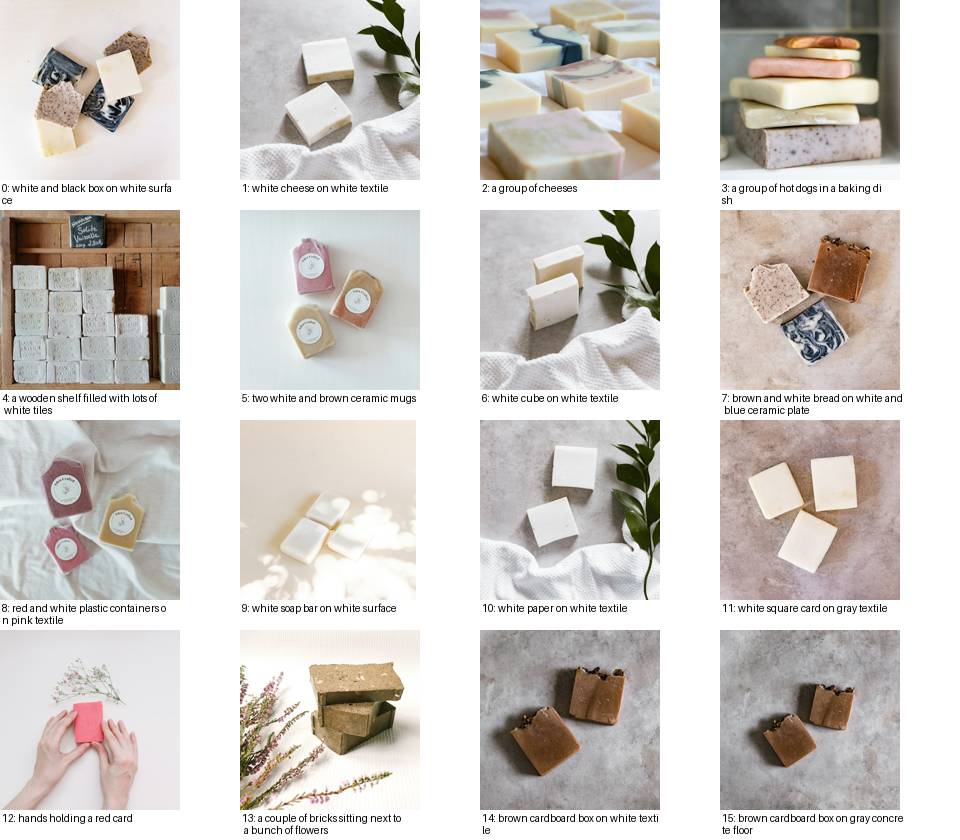 0: white and black box on white surfa
ce
1: white cheese on white textile
2: a group of cheeses
3: a group of hot dogs in a baking di
sh
4: a wooden shelf filled with lots of
white tiles
5: two white and brown ceramic mugs
6: white cube on white textile
7: brown and white bread on white and
blue ceramic plate
8: red and white plastic containers o
n pink textile
9: white soap bar on white surface
10: white paper on white textile
11: white square card on gray textile
12: hands holding a red card
13: a couple of bricks sitting next to
a bunch of flowers
14: brown cardboard box on white texti
le
15: brown cardboard box on gray concre
te floor